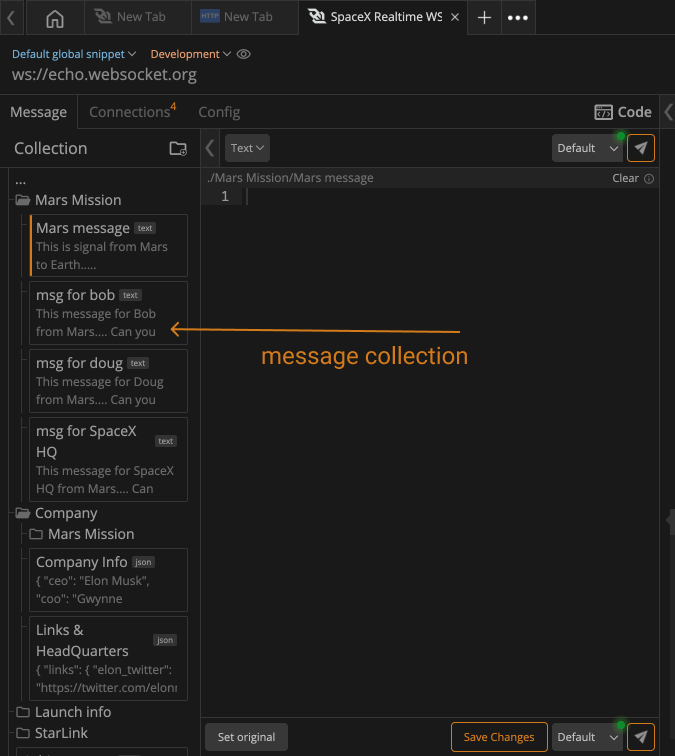 New Tab
HTTP New Tab
SpaceX Realtime WS
Default global snippet Development
ws://echo.websocket.org
Message Connections 4 Config Code
Collection Text Default
./Mars Mission/Mars message Clear
1
...
Mars Mission
Mars message text
This is signal from Mars
to Earth.....
msg for bob text
This message for Bob
from Mars.... Can you
message collection
msg for doug text
This message for Doug
from Mars.... Can you
msg for SpaceX
HQ text
This message for SpaceX
HQ from Mars.... Can
Company
Mars Mission
Company Info json
{ "ceo": "Elon Musk",
"coo": "Gwynne
Links &
HeadQuarters json
{ "links": { "elon_twitter":
Launch info
StarLink
Set original Save Changes Default